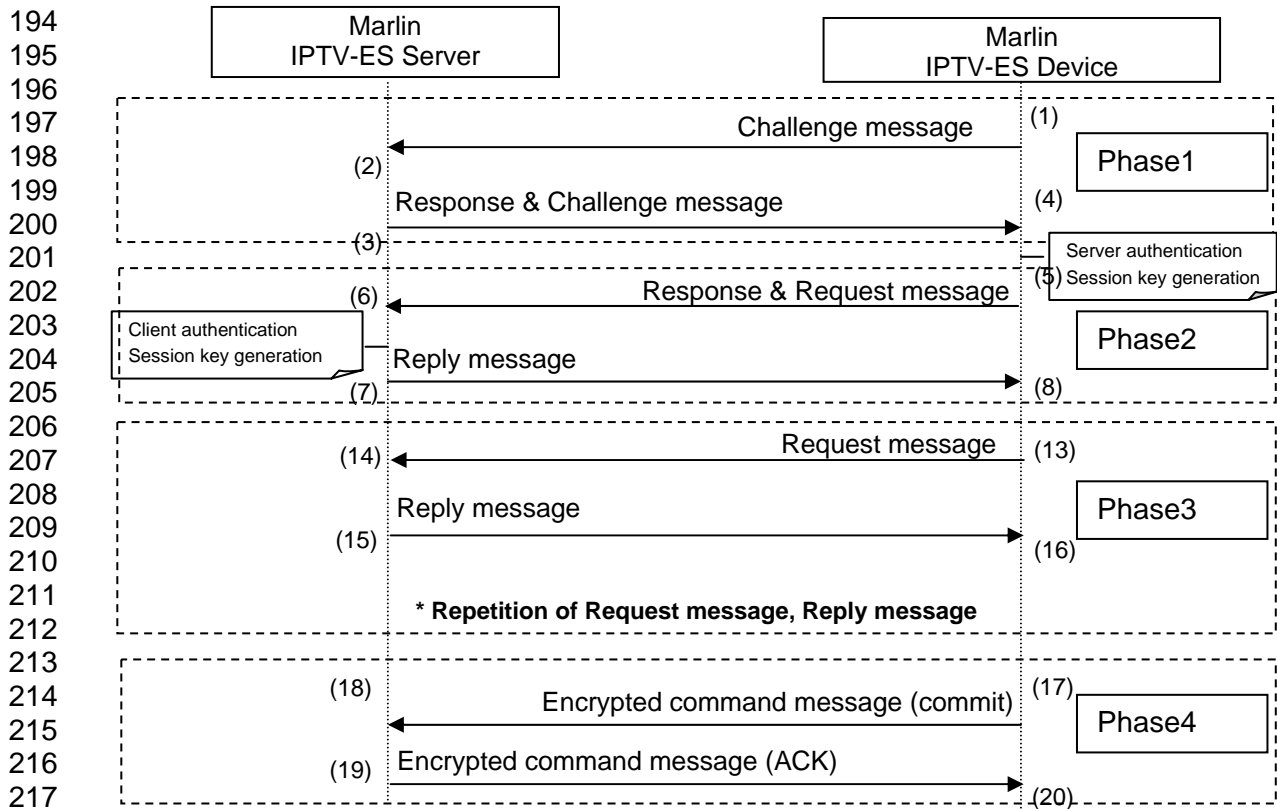 194
Marlin
IPTV-ES Server
Marlin
IPTV-ES Device
195
196
197
Challenge message
(1)
198
(2)
Phase1
199
Response & Challenge message
(4)
200
(3)
201
Server authentication
Session key generation
(5)
202
(6)
Response & Request message
203
Client authentication
Session key generation
Phase2
204
Reply message
205
(7)
(8)
206
Request message
207
(14)
(13)
208
Reply message
Phase3
209
(15)
(16)
210
211
* Repetition of Request message, Reply message
212
213
214
(18)
Encrypted command message (commit)
(17)
215
Phase4
216
(19)
Encrypted command message (ACK)
217
(20)